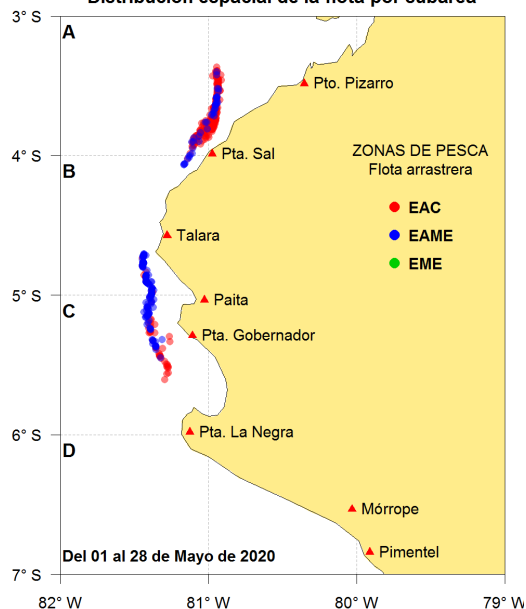 Distribución espacial de la flota por subárea
3° S
A
Pto. Pizarro
ZONAS DE PESCA
Flota arrastrera
Pta. Sal
4° S
B
EAC
Talara
EAME
EME
5° S
Paita
C
Pta. Gobernador
6° S
Pta. La Negra
D
Mórrope
Del 01 al 28 de Mayo de 2020
Pimentel
7° S
82° W 81° W 80° W 79° W